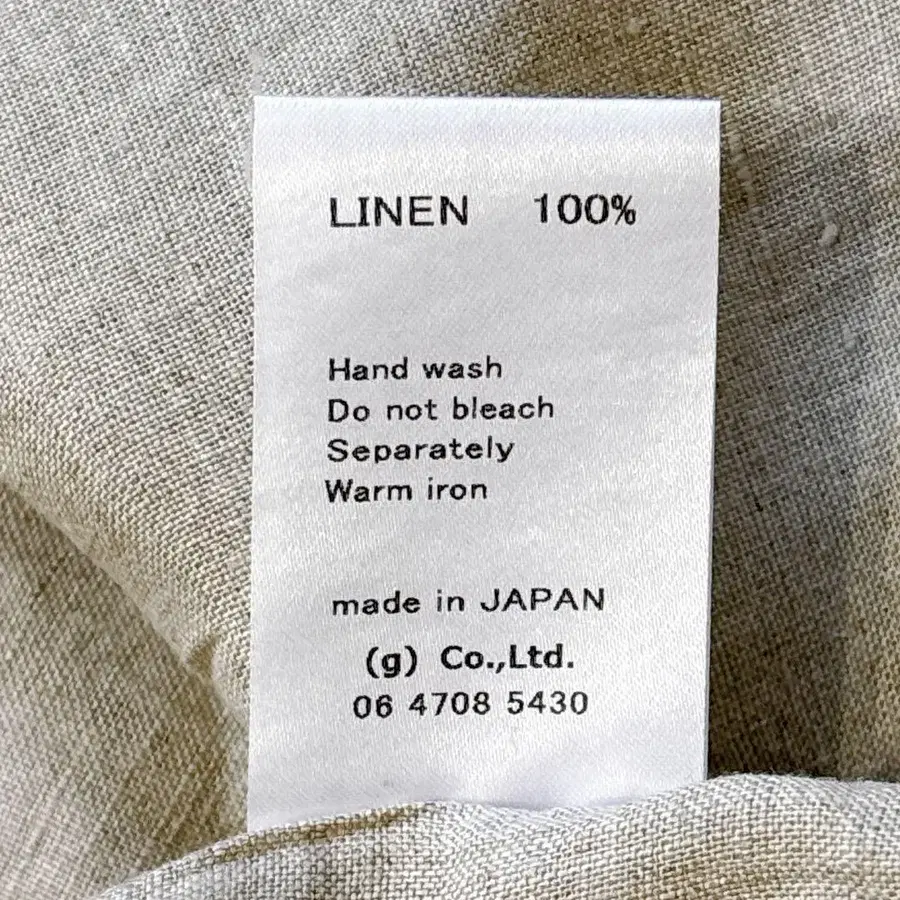 LINEN 100%
Hand wash
Do not bleach
Separately
Warm iron
made in JAPAN
(g) Co.,Ltd.
06 4708 5430